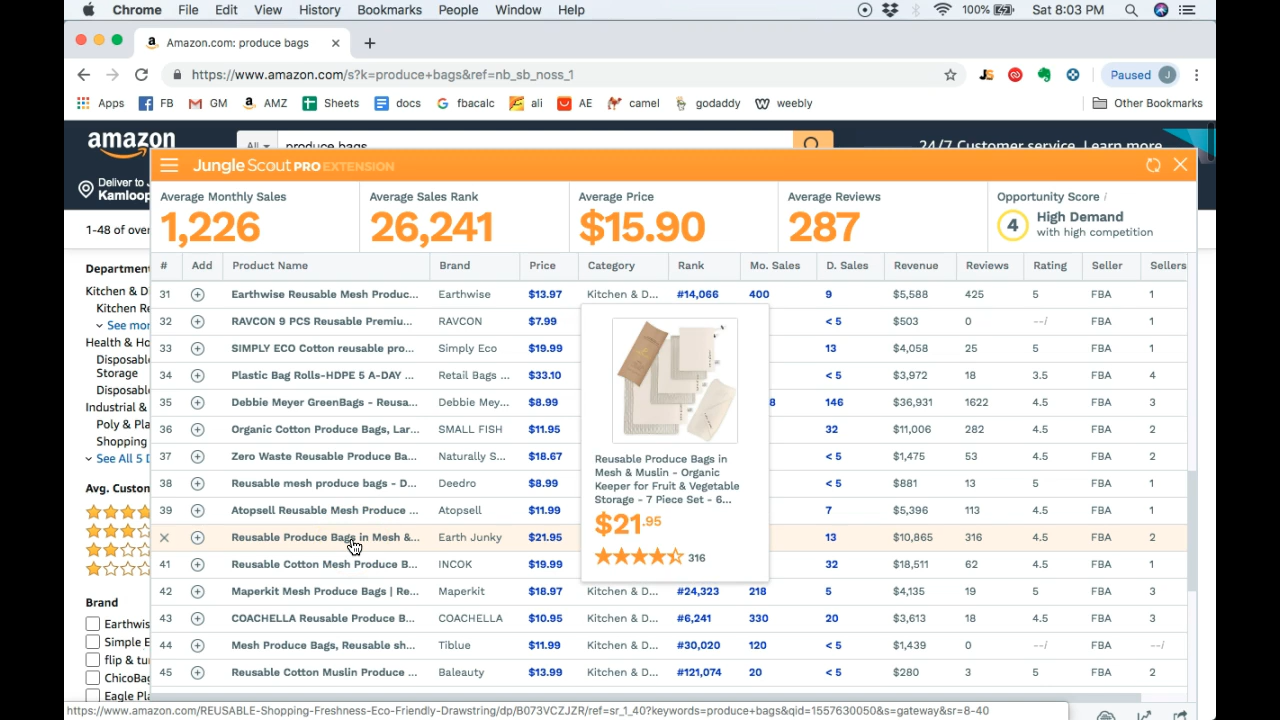 Chrome File Edit View History Bookmarks People Window Help 100% Sat 8:03 PM
a Amazon.com: produce bags × +
https://www.amazon.com/s?k=produce+bags&ref=nb_sb_noss_1 JS Paused J
Apps FB GM AMZ Sheets docs fbacalc ali AE camel godaddy weebly Other Bookmarks
amazon All produce bags 24/7 Customer service, Learn more
Deliver to J
Kamloop
Jungle Scout PRO EXTENSION
1-48 of over
Average Monthly Sales Average Sales Rank Average Price Average Reviews Opportunity Score i
1,226 26,241 $15.90 287 4 High Demand
with high competition
# Add Product Name Brand Price Category Rank Mo. Sales D. Sales Revenue Reviews Rating Seller Sellers
31 Earthwise Reusable Mesh Produc... Earthwise $13.97 Kitchen & D... #14,066 400 9 $5,588 425 5 FBA 1
32 RAVCON 9 PCS Reusable Premiu... RAVCON $7.99 < 5 $503 0 --/ FBA 1
33 SIMPLY ECO Cotton reusable pro... Simply Eco $19.99 13 $4,058 25 5 FBA 1
34 Plastic Bag Rolls-HDPE 5 A-DAY ... Retail Bags ... $33.10 < 5 $3,972 18 3.5 FBA 4
35 Debbie Meyer GreenBags - Reusa... Debbie Mey... $8.99 8 146 $36,931 1622 4.5 FBA 3
36 Organic Cotton Produce Bags, Lar... SMALL FISH $11.95 32 $11,006 282 4.5 FBA 2
37 Zero Waste Reusable Produce Ba... Naturally S... $18.67 < 5 $1,475 53 4.5 FBA 2
38 Reusable mesh produce bags - D... Deedro $8.99 < 5 $881 13 5 FBA 1
39 Atopsell Reusable Mesh Produce ... Atopsell $11.99 7 $5,396 113 4.5 FBA 1
× Reusable Produce Bags in Mesh &... Earth Junky $21.95 13 $10,865 316 4.5 FBA 2
41 Reusable Cotton Mesh Produce B... INCOK $19.99 32 $18,511 62 4.5 FBA 1
42 Maperkit Mesh Produce Bags | Re... Maperkit $18.97 Kitchen & D... #24,323 218 5 $4,135 19 5 FBA 3
43 COACHELLA Reusable Produce B... COACHELLA $10.95 Kitchen & D... #6,241 330 20 $3,613 18 4.5 FBA 3
44 Mesh Produce Bags, Reusable sh... Tiblue $11.99 Kitchen & D... #30,020 120 < 5 $1,439 0 --/ FBA --/
45 Reusable Cotton Muslin Produce ... Baleauty $13.99 Kitchen & D... #121,074 20 < 5 $280 3 5 FBA 2
Reusable Produce Bags in
Mesh & Muslin - Organic
Keeper for Fruit & Vegetable
Storage - 7 Piece Set - 6...
$21.95
316
Department
Kitchen & D
Kitchen Re
See mor
Health & Ho
Disposabl
Storage
Disposabl
Industrial &
Poly & Pla
Shopping
See All 5 D
Avg. Custom
Brand
Earthwis
Simple E
flip & tu
ChicoBag
Eagle Pla
https://www.amazon.com/REUSABLE-Shopping-Freshness-Eco-Friendly-Drawstring/dp/B073VCZJZR/ref=sr_1_40?keywords=produce+bags&qid=1557630050&s=gateway&sr=8-40